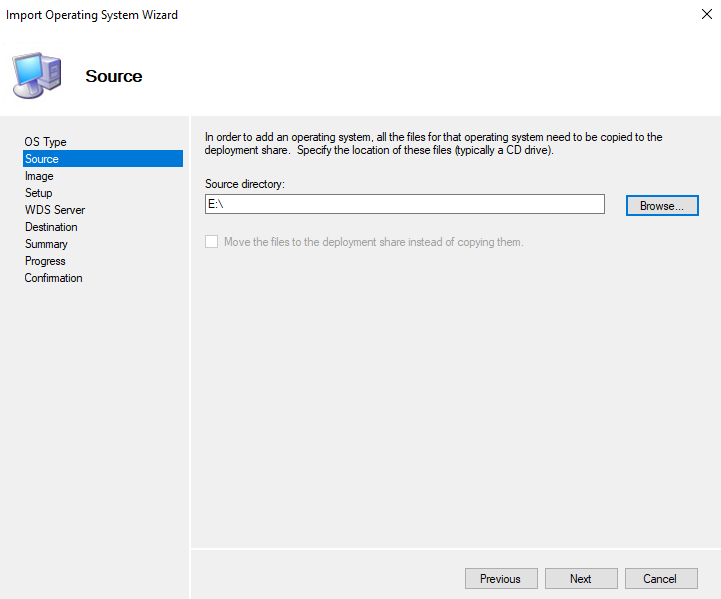 Import Operating System Wizard
Source
OS Type
Source
Image
Setup
WDS Server
Destination
Summary
Progress
Confirmation
In order to add an operating system, all the files for that operating system need to be copied to the
deployment share.  Specify the location of these files (typically a CD drive).
Source directory:
E:\
Browse...
Move the files to the deployment share instead of copying them.
Previous
Next
Cancel